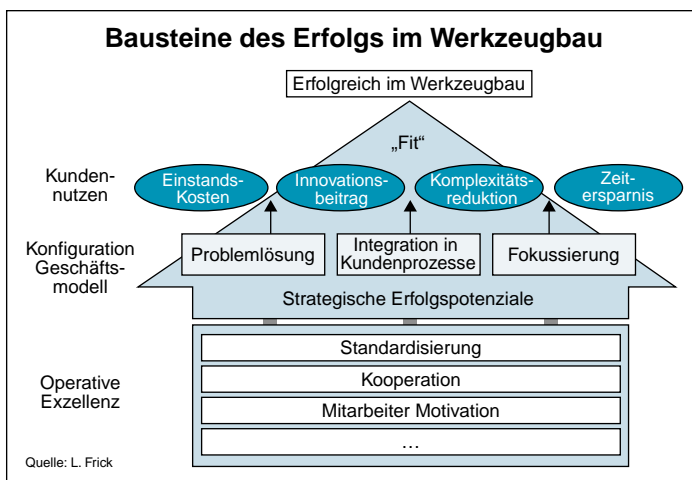 Bausteine des Erfolgs im Werkzeugbau
Erfolgreich im Werkzeugbau
„Fit“
Kunden-
nutzen
Einstands-
Kosten
Innovations-
beitrag
Komplexitäts-
reduktion
Zeit-
ersparnis
Konfiguration
Geschäfts-
modell
Problemlösung
Integration in
Kundenprozesse
Fokussierung
Strategische Erfolgspotenziale
Operative
Exzellenz
Standardisierung
Kooperation
Mitarbeiter Motivation
...
Quelle: L. Frick